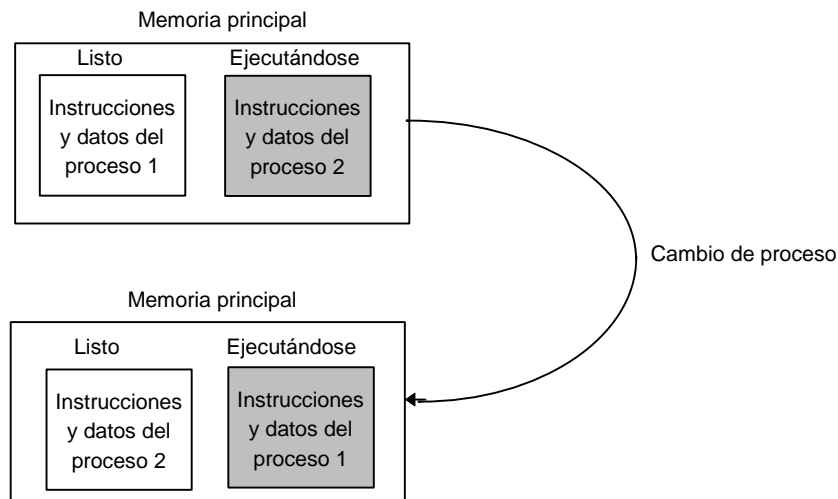 Memoria principal
Listo
Ejecutándose
Instrucciones
y datos del
proceso 1
Instrucciones
y datos del
proceso 2
Cambio de proceso
Memoria principal
Listo
Ejecutándose
Instrucciones
y datos del
proceso 2
Instrucciones
y datos del
proceso 1